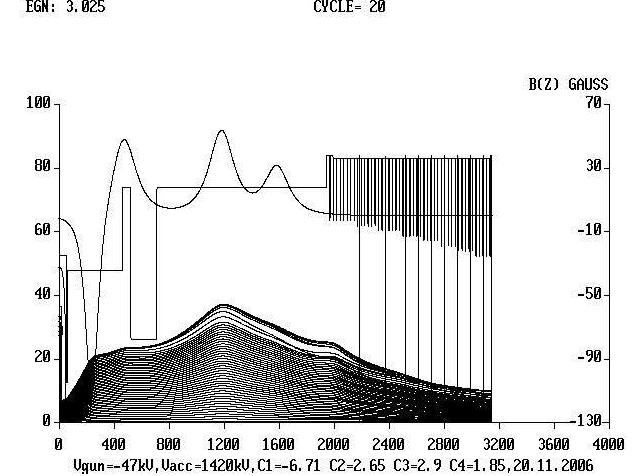 EGN: 3.025 CYCLE= 20
B(Z) GAUSS
100 70
80 30
60 -10
40 -50
20 -90
0 -130
0 400 800 1200 1600 2000 2400 2800 3200 3600 4000
Vgun=-47kV,Vacc=1420kV,C1=-6.71 C2=2.65 C3=2.9 C4=1.85,20.11.2006